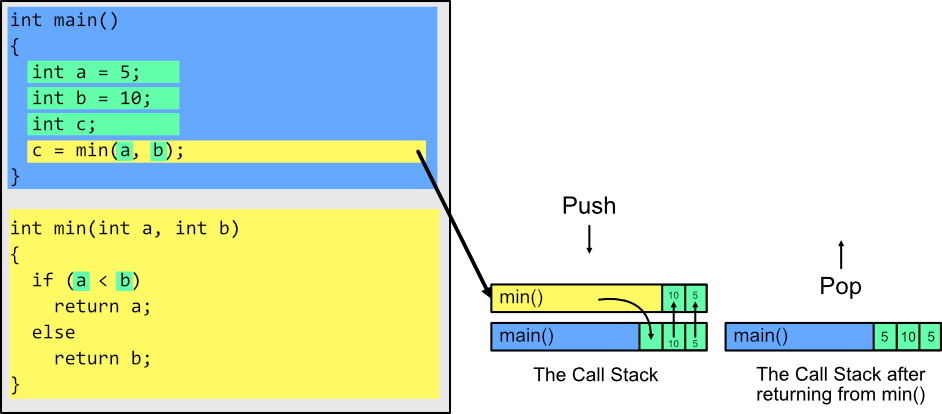 int main()
{
int a = 5;
int b = 10;
int c;
c = min(a, b);
}
int min(int a, int b)
{
if (a < b)
return a;
else
return b;
}
Push
min() 10 5
main() 10 5
The Call Stack
Pop
main() 5 10 5
The Call Stack after
returning from min()